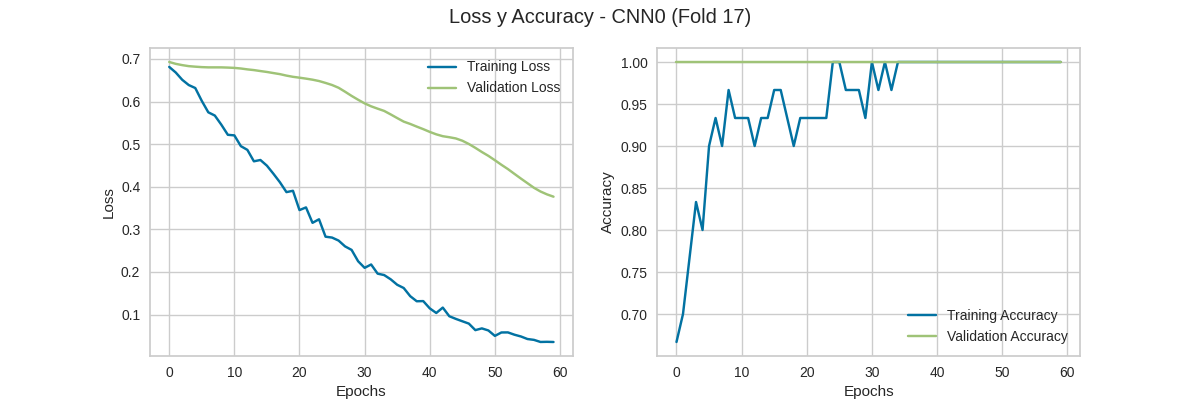 Loss y Accuracy - CNN0 (Fold 17)
0.7
0.6
0.5
0.4
0.3
0.2
0.1
Loss
0 10 20 30 40 50 60
Epochs
Training Loss
Validation Loss
1.00
0.95
0.90
0.85
0.80
0.75
0.70
Accuracy
0 10 20 30 40 50 60
Epochs
Training Accuracy
Validation Accuracy